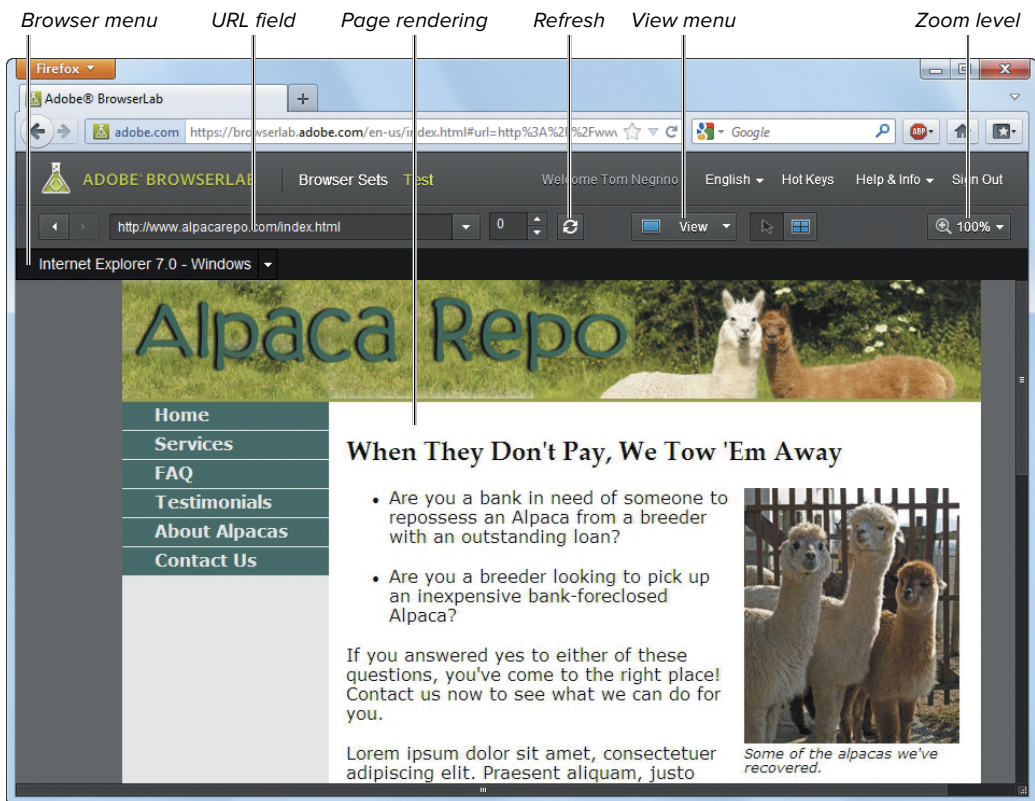 Browser menu URL field Page rendering Refresh View menu Zoom level
Firefox
Adobe® BrowserLab
adobe.com https://browserlab.adobe.com/en-us/index.html#url=http%3A%2F%2Fwww Google ABP
ADOBE® BROWSERLAB Browser Sets Test Welcome Tom Negrino English Hot Keys Help & Info Sign Out
http://www.alpacarepo.com/index.html 0 View 100%
Internet Explorer 7.0 - Windows
Alpaca Repo
Home
Services
FAQ
Testimonials
About Alpacas
Contact Us
When They Don't Pay, We Tow 'Em Away
• Are you a bank in need of someone to
repossess an Alpaca from a breeder
with an outstanding loan?
• Are you a breeder looking to pick up
an inexpensive bank-foreclosed
Alpaca?
If you answered yes to either of these
questions, you've come to the right place!
Contact us now to see what we can do for
you.
Lorem ipsum dolor sit amet, consectetuer
adipiscing elit. Praesent aliquam, justo
Some of the alpacas we've
recovered.